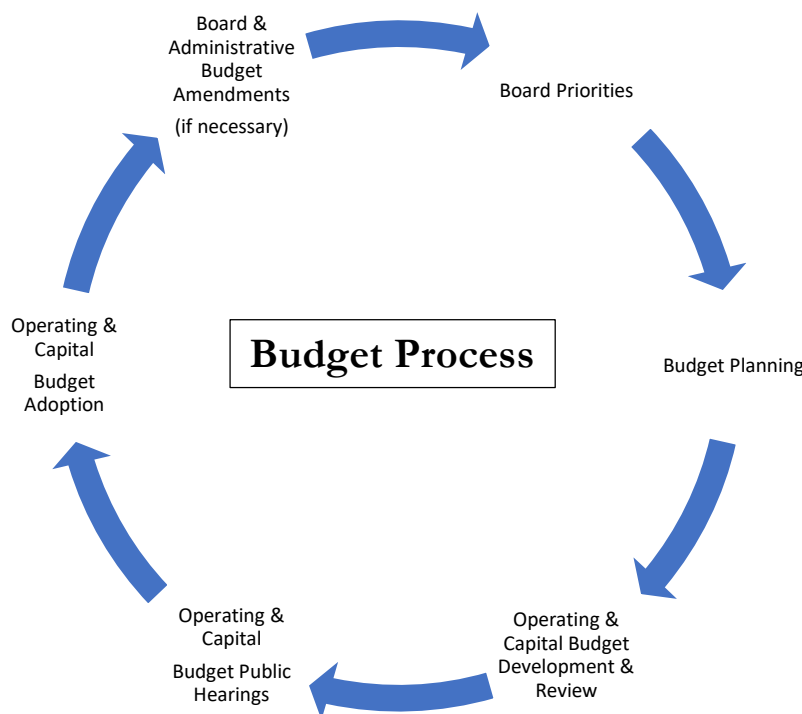 Board &
Administrative
Budget
Amendments
(if necessary)
Board Priorities
Budget Planning
Operating &
Capital Budget
Development &
Review
Operating &
Capital
Budget Public
Hearings
Operating &
Capital
Budget
Adoption
Budget Process